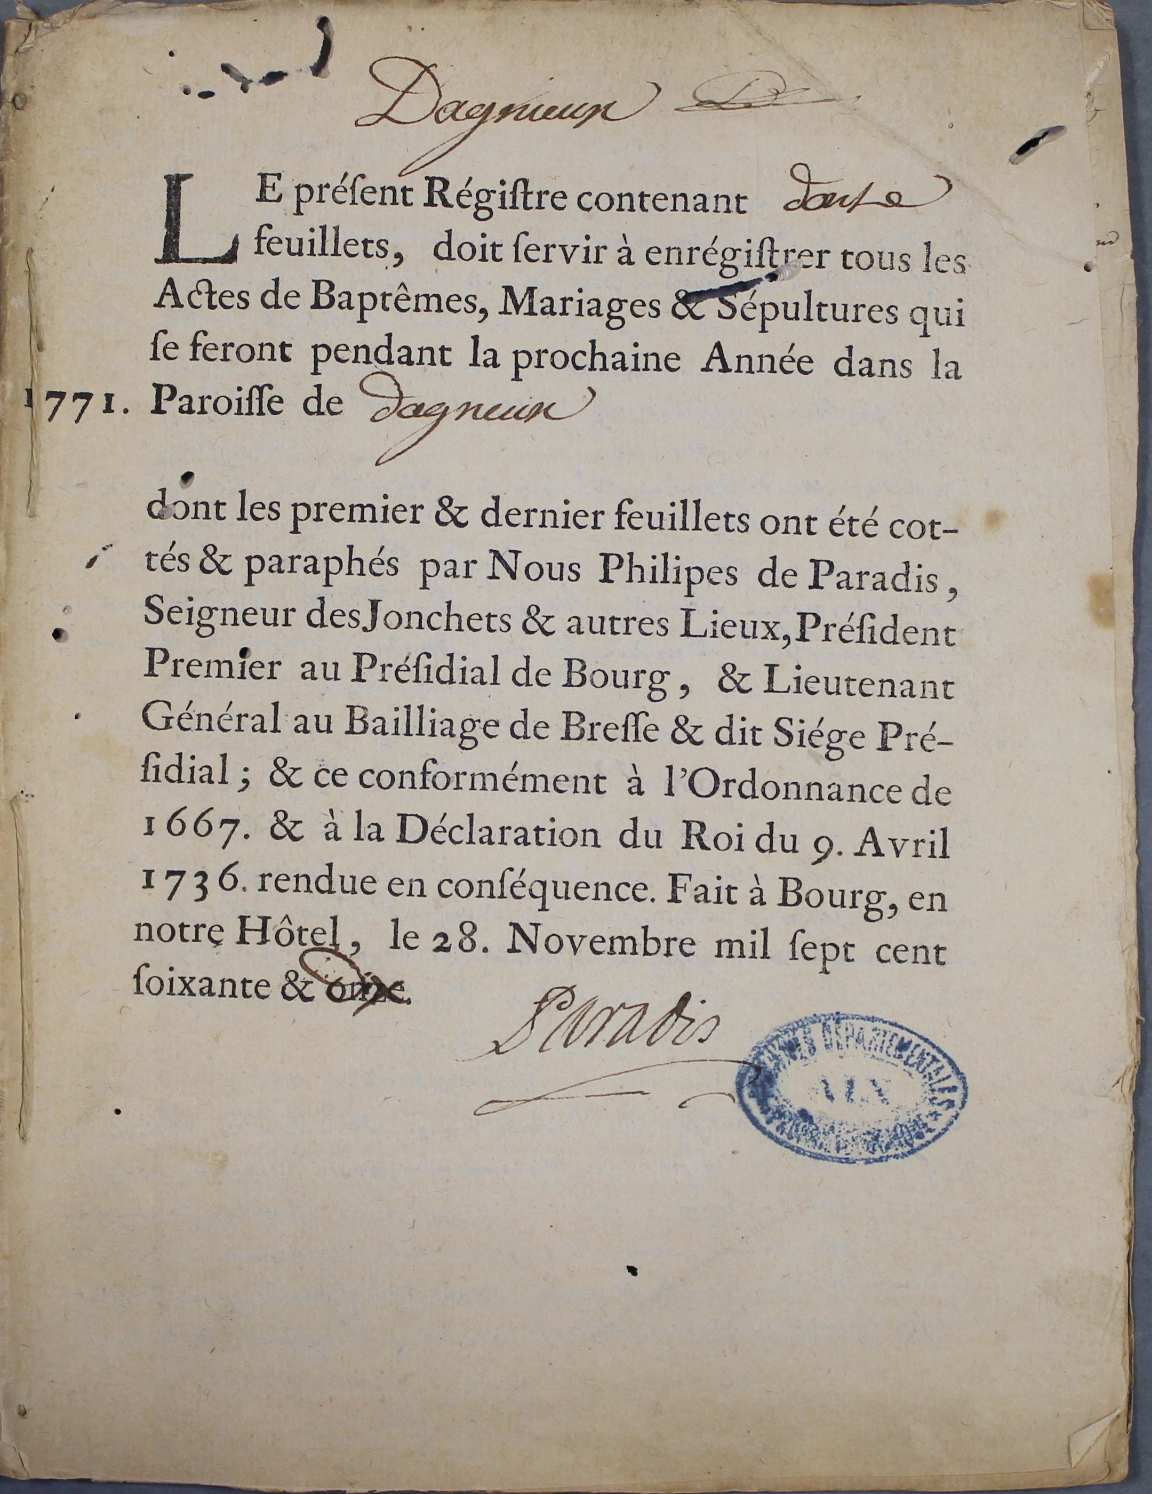 Dagnieux
LE préſent Régiſtre contenant douze
feuillets, doit ſervir à enrégiſtrer tous les
Actes de Baptêmes, Mariages & Sépultures qui
ſe feront pendant la prochaine Année dans la
1771. Paroiſſe de dagneux
dont les premier & dernier feuillets ont été cot-
tés & paraphés par Nous Philipes de Paradis,
Seigneur des Jonchets & autres Lieux, Préſident
Premier au Préſidial de Bourg, & Lieutenant
Général au Bailliage de Breſſe & dit Siége Pré-
ſidial; & ce conformément à l'Ordonnance de
1667. & à la Déclaration du Roi du 9. Avril
1736. rendue en conſéquence. Fait à Bourg, en
notre Hôtel, le 28. Novembre mil ſept cent
ſoixante & dix.
Paradis
ARCHIVES DÉPARTEMENTALES
AIN